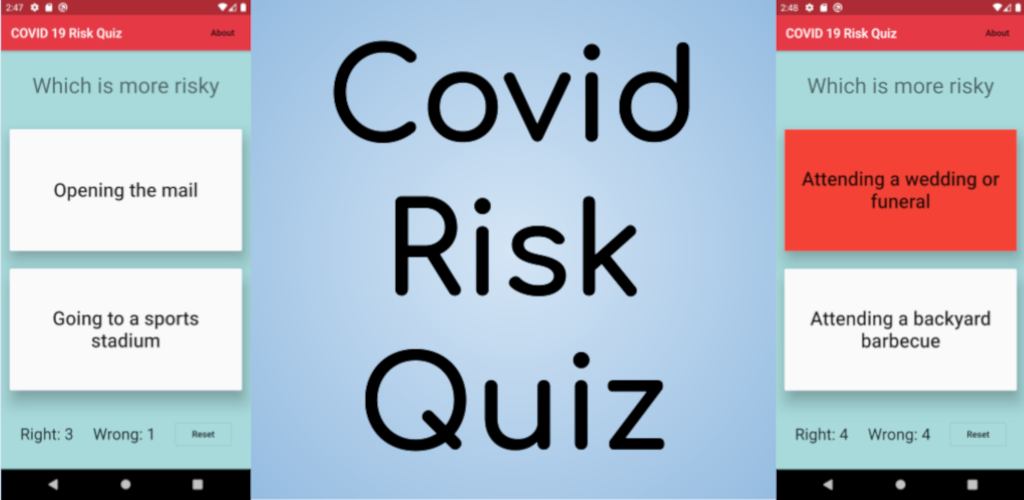 2:47
COVID 19 Risk Quiz About
Which is more risky
Opening the mail
Going to a sports
stadium
Right: 3 Wrong: 1 Reset
Covid
Risk
Quiz
2:48
COVID 19 Risk Quiz About
Which is more risky
Attending a wedding or
funeral
Attending a backyard
barbecue
Right: 4 Wrong: 4 Reset